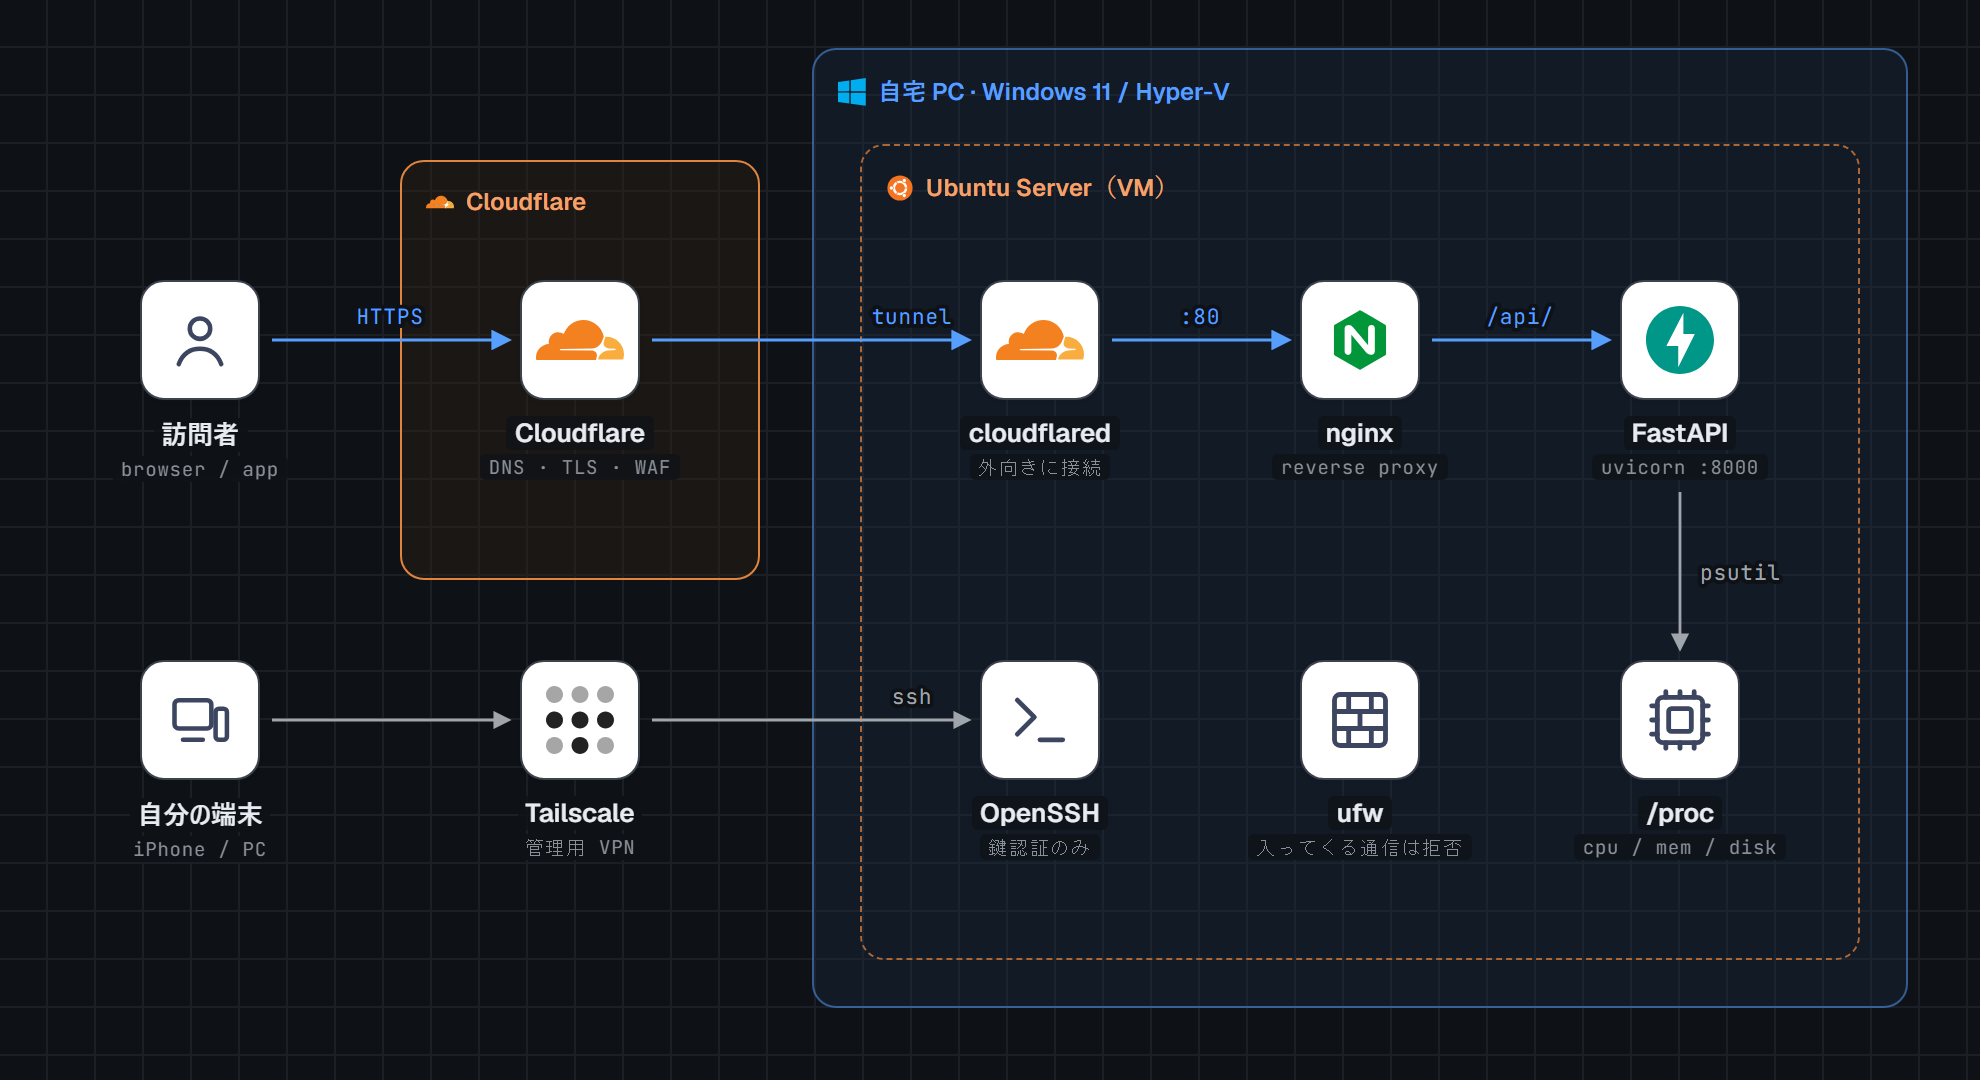 自宅 PC · Windows 11 / Hyper-V
Ubuntu Server（VM）
Cloudflare
HTTPS
tunnel
:80
/api/
訪問者
browser / app
Cloudflare
DNS · TLS · WAF
cloudflared
外向きに接続
nginx
reverse proxy
FastAPI
uvicorn :8000
psutil
ssh
自分の端末
iPhone / PC
Tailscale
管理用 VPN
OpenSSH
鍵認証のみ
ufw
入ってくる通信は拒否
/proc
cpu / mem / disk